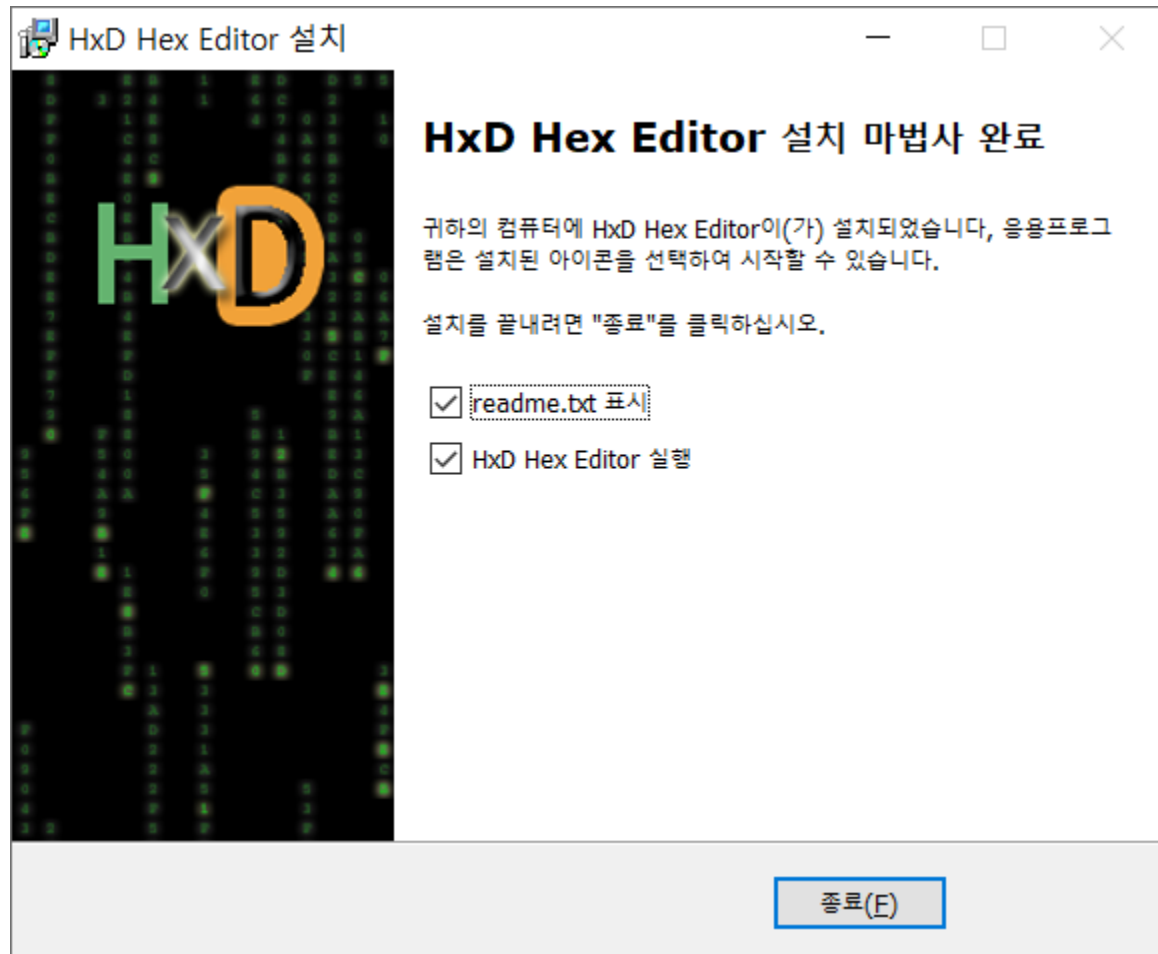 HxD Hex Editor 설치
HxD
HxD Hex Editor 설치 마법사 완료
귀하의 컴퓨터에 HxD Hex Editor이(가) 설치되었습니다, 응용프로그
램은 설치된 아이콘을 선택하여 시작할 수 있습니다.
설치를 끝내려면 "종료"를 클릭하십시오.
readme.txt 표시
HxD Hex Editor 실행
종료(F)